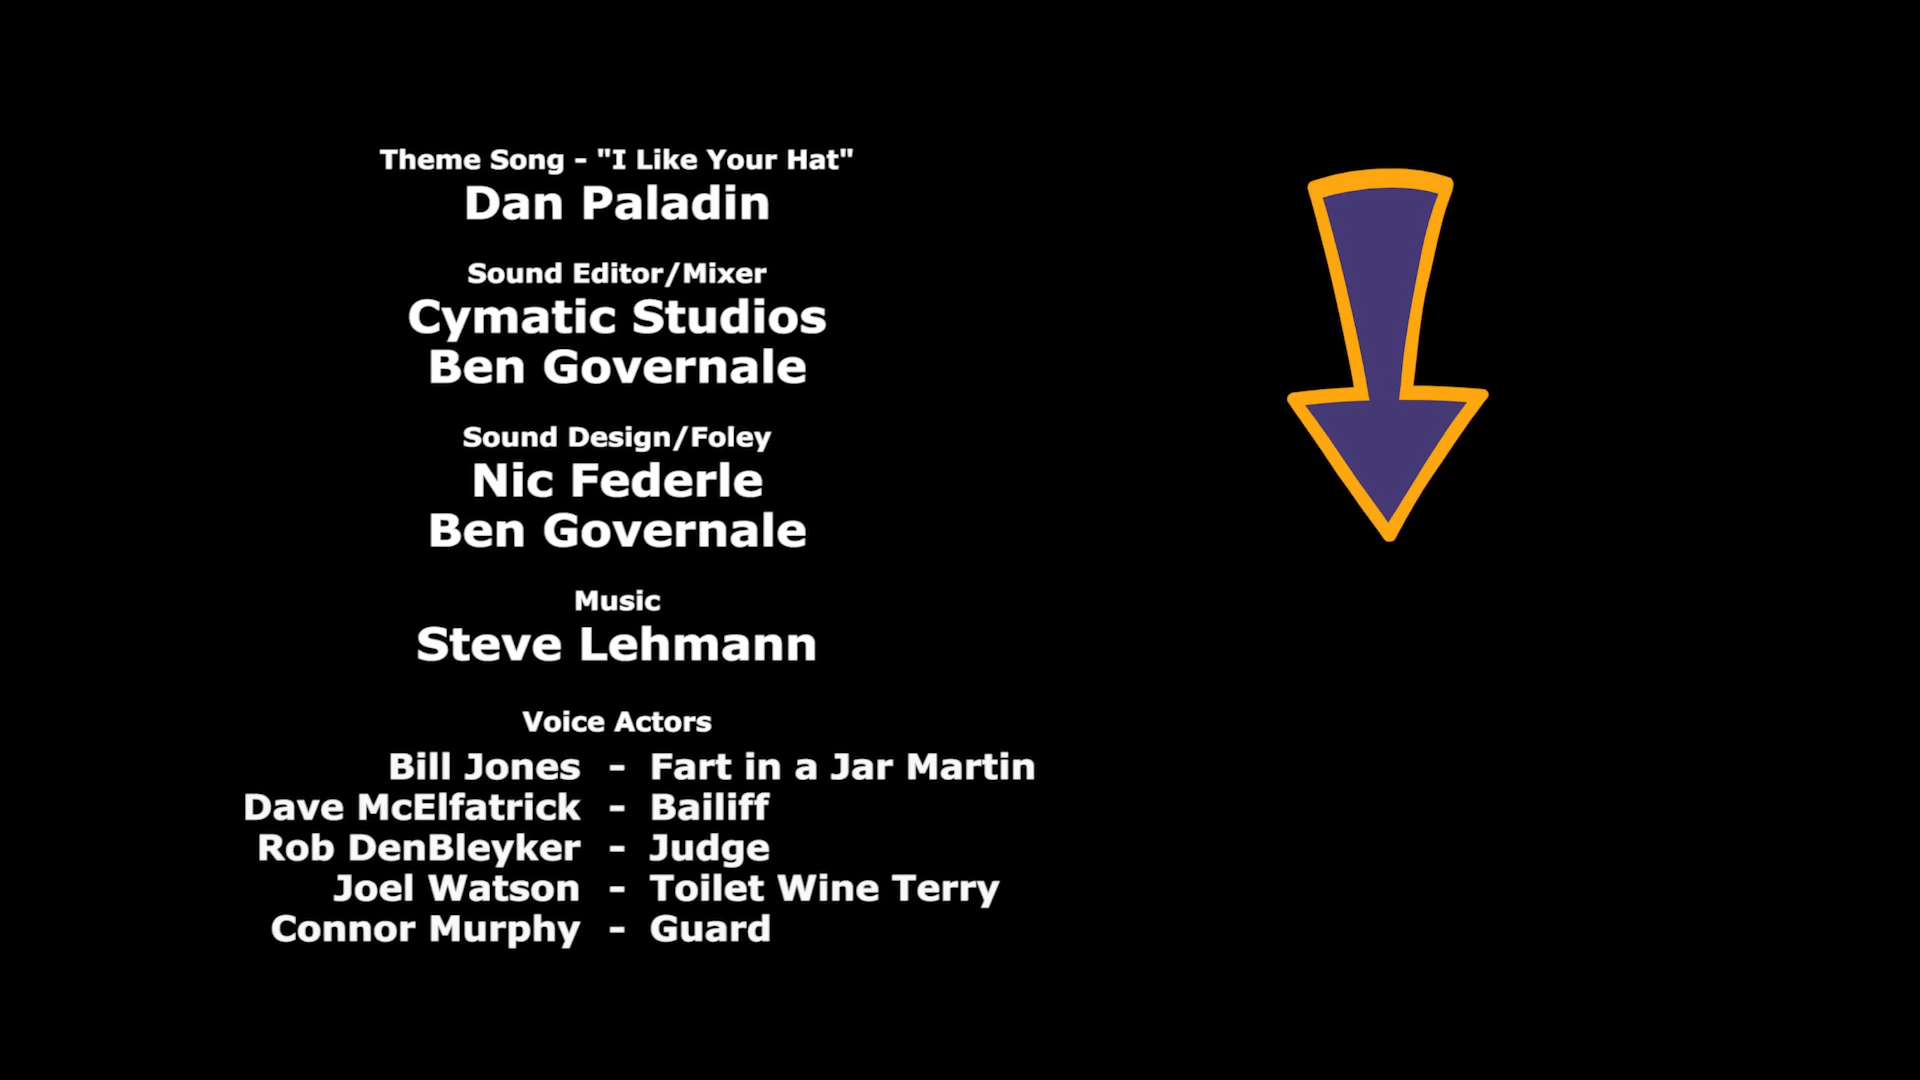 Theme Song - "I Like Your Hat"
Dan Paladin
Sound Editor/Mixer
Cymatic Studios
Ben Governale
Sound Design/Foley
Nic Federle
Ben Governale
Music
Steve Lehmann
Voice Actors
Bill Jones - Fart in a Jar Martin
Dave McElfatrick - Bailiff
Rob DenBleyker - Judge
Joel Watson - Toilet Wine Terry
Connor Murphy - Guard